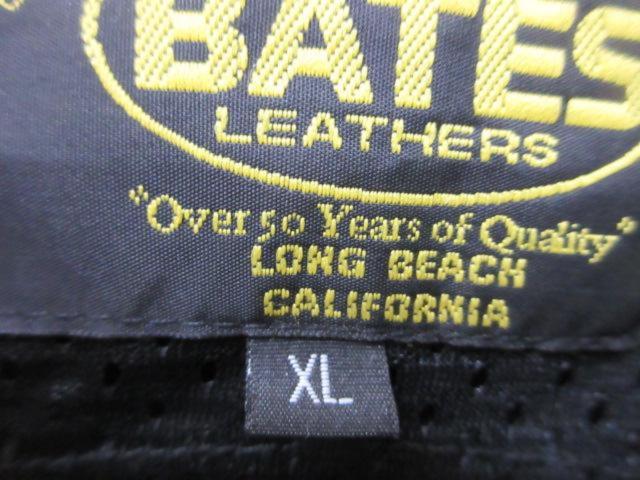 BATES
LEATHERS
"Over 50 Years of Quality"
LONG BEACH
CALIFORNIA
XL